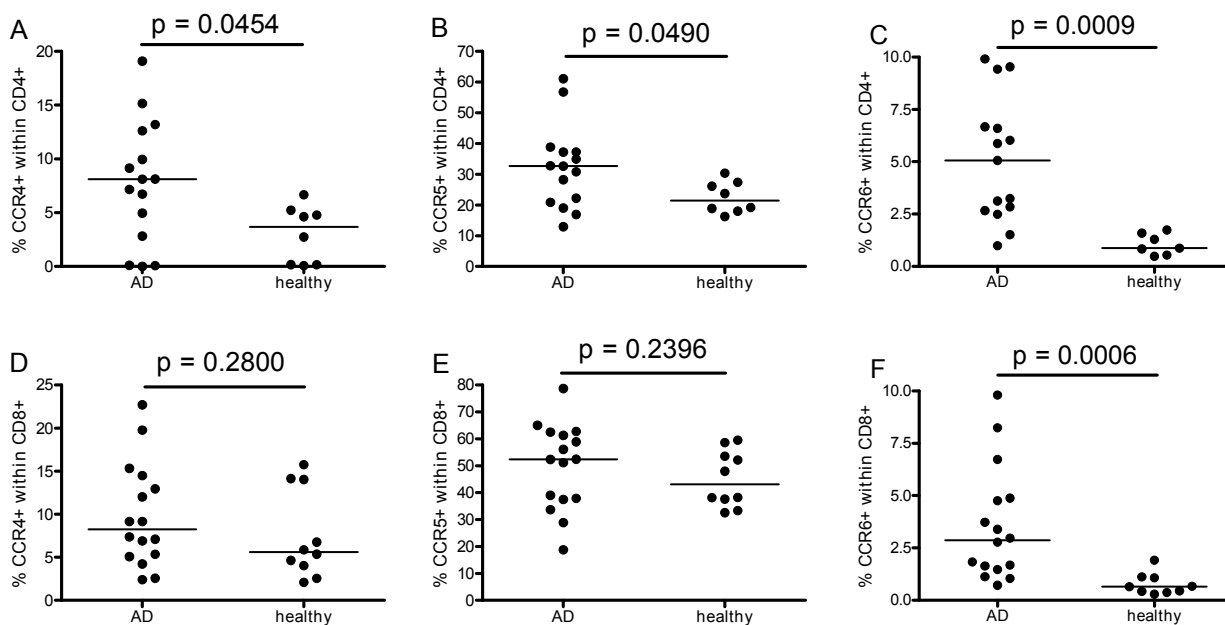 A
p = 0.0454
% CCR4+ within CD4+
20
15
10
5
0
AD
healthy
B
p = 0.0490
% CCR5+ within CD4+
70
60
50
40
30
20
10
0
AD
healthy
C
p = 0.0009
% CCR6+ within CD4+
10.0
7.5
5.0
2.5
0.0
AD
healthy
D
p = 0.2800
% CCR4+ within CD8+
25
20
15
10
5
0
AD
healthy
E
p = 0.2396
% CCR5+ within CD8+
80
70
60
50
40
30
20
10
0
AD
healthy
F
p = 0.0006
% CCR6+ within CD8+
10.0
7.5
5.0
2.5
0.0
AD
healthy